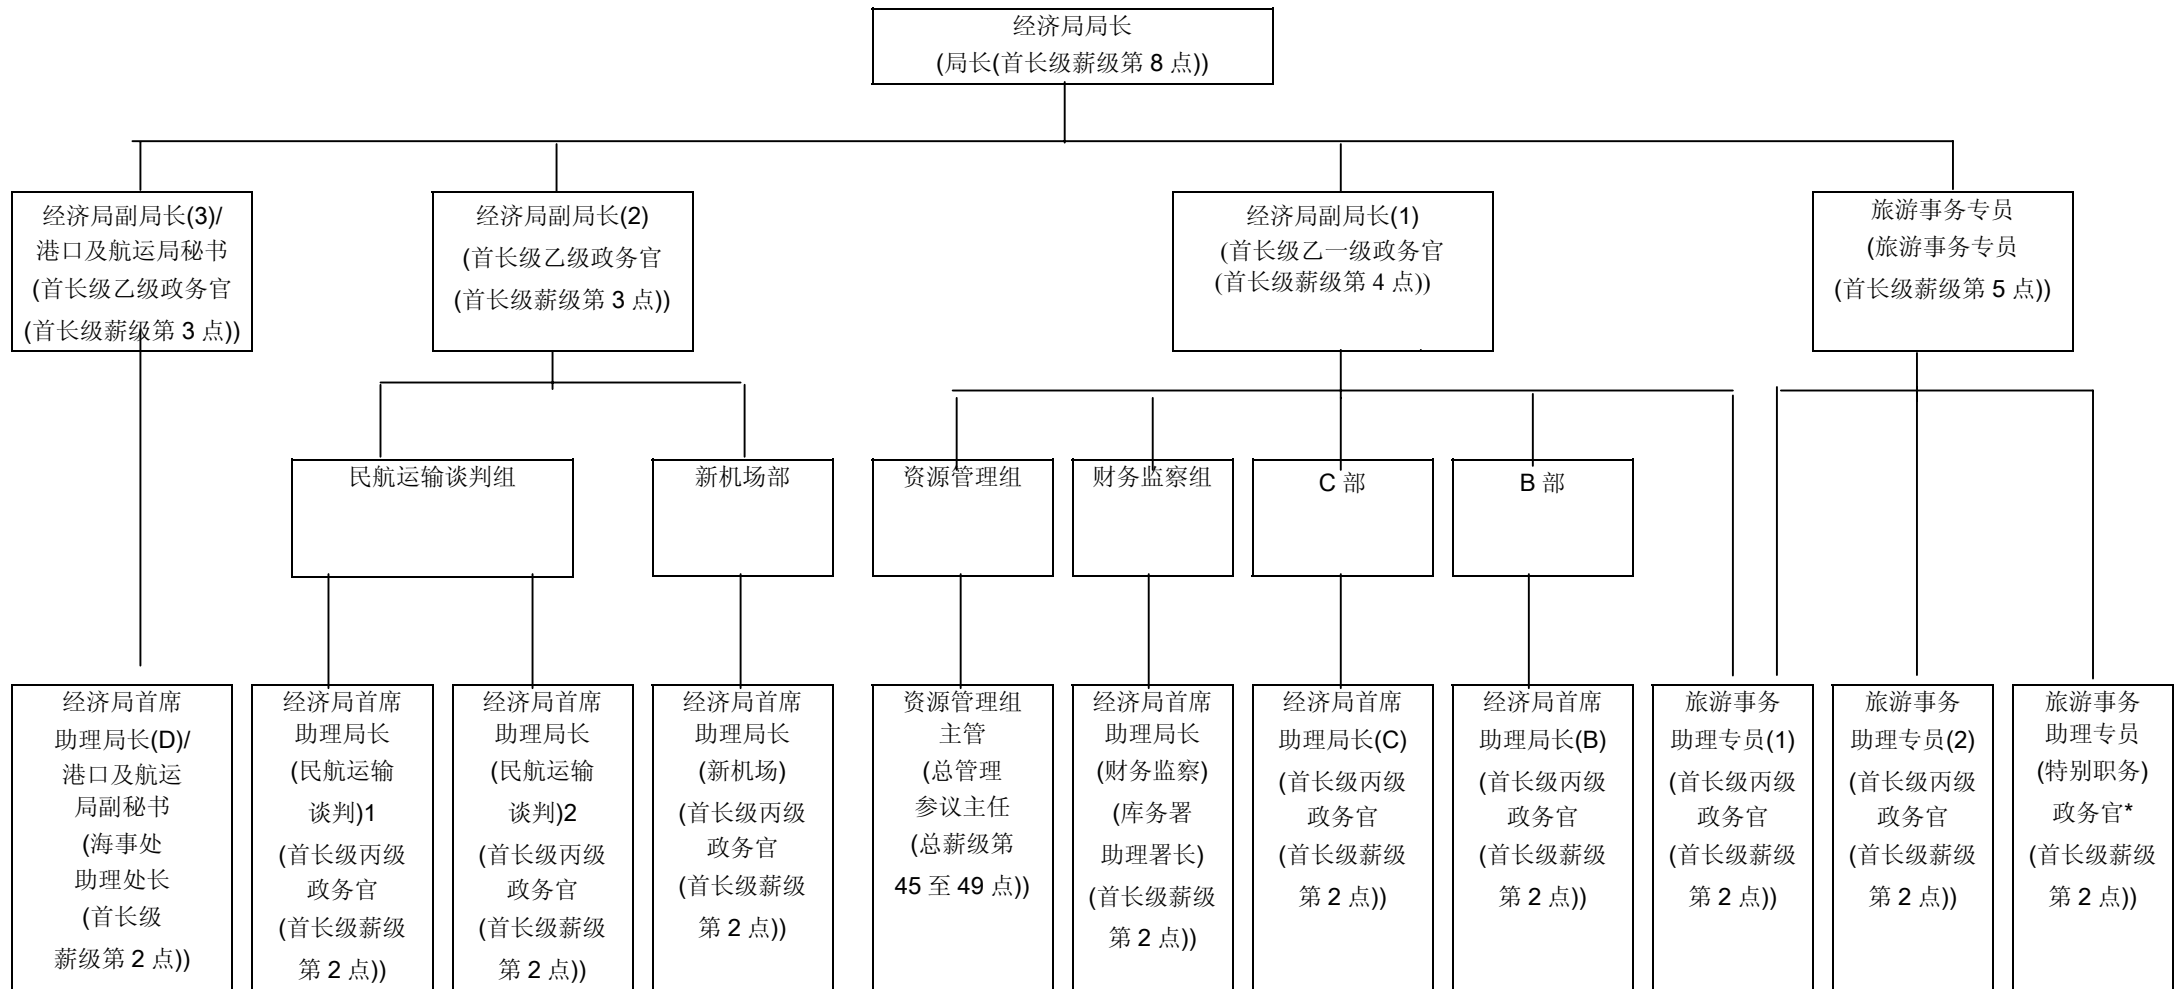 经济局局长
(局长(首长级薪级第 8 点))
经济局副局长(3)/
港口及航运局秘书
(首长级乙级政务官
(首长级薪级第 3 点))
经济局副局长(2)
(首长级乙级政务官
(首长级薪级第 3 点))
经济局副局长(1)
(首长级乙一级政务官
(首长级薪级第 4 点))
旅游事务专员
(旅游事务专员
(首长级薪级第 5 点))
民航运输谈判组
新机场部
资源管理组
财务监察组
C 部
B 部
经济局首席
助理局长(D)/
港口及航运
局副秘书
(海事处
助理处长
(首长级
薪级第 2 点))
经济局首席
助理局长
(民航运输
谈判)1
(首长级丙级
政务官
(首长级薪级
第 2 点))
经济局首席
助理局长
(民航运输
谈判)2
(首长级丙级
政务官
(首长级薪级
第 2 点))
经济局首席
助理局长
(新机场)
(首长级丙级
政务官
(首长级薪级
第 2 点))
资源管理组
主管
(总管理
参议主任
(总薪级第
45 至 49 点))
经济局首席
助理局长
(财务监察)
(库务署
助理署长)
(首长级薪级
第 2 点))
经济局首席
助理局长(C)
(首长级丙级
政务官
(首长级薪级
第 2 点))
经济局首席
助理局长(B)
(首长级丙级
政务官
(首长级薪级
第 2 点))
旅游事务
助理专员(1)
(首长级丙级
政务官
(首长级薪级
第 2 点))
旅游事务
助理专员(2)
(首长级丙级
政务官
(首长级薪级
第 2 点))
旅游事务
助理专员
(特别职务)
政务官*
(首长级薪级
第 2 点))